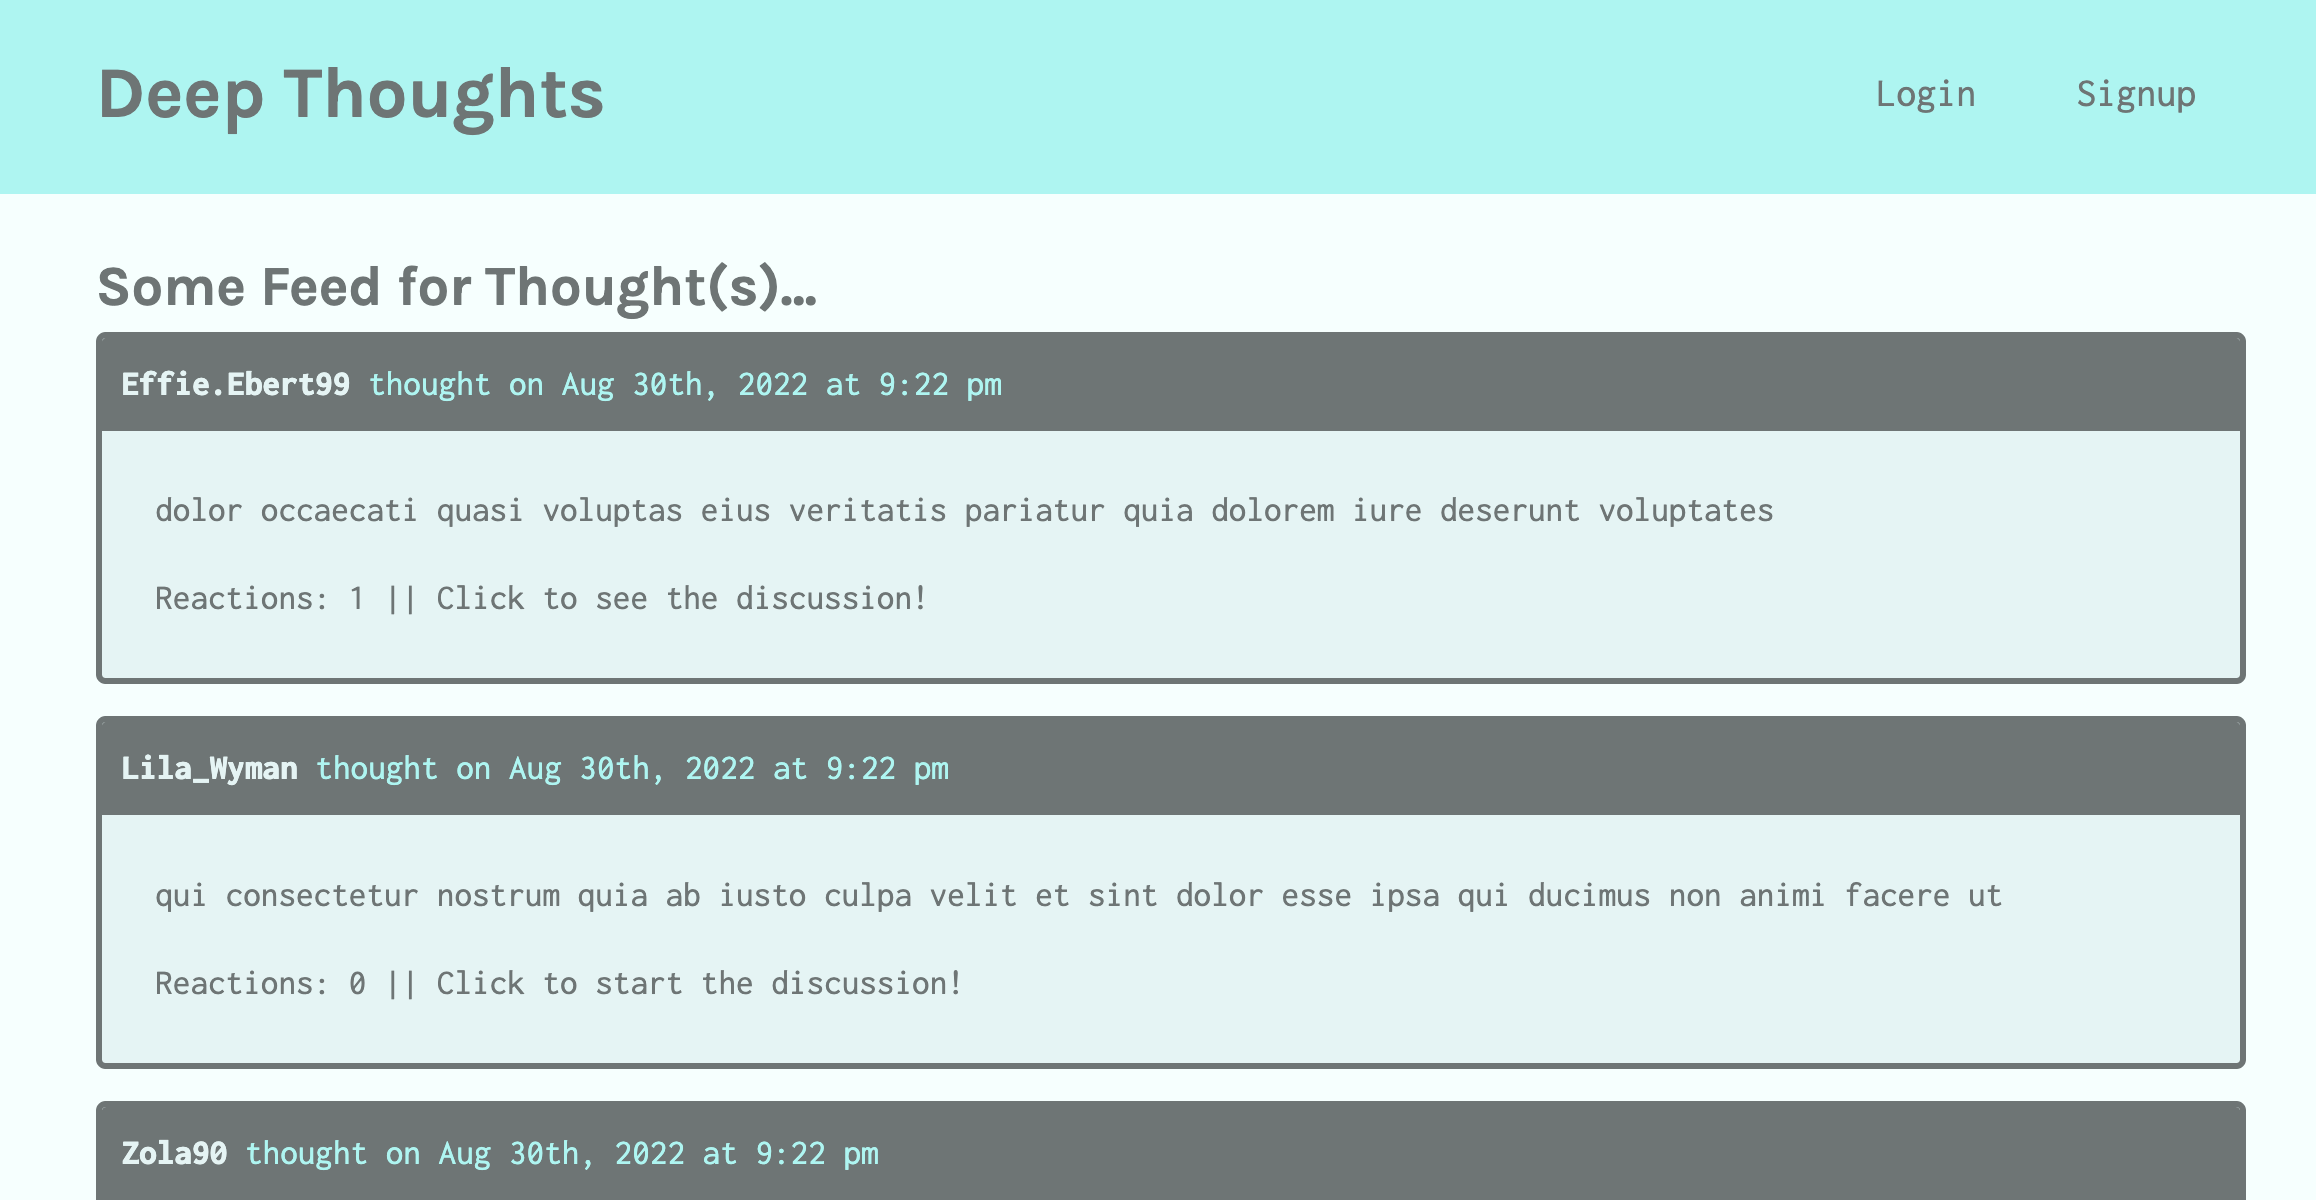 Deep Thoughts
Login
Signup
Some Feed for Thought(s)...
Effie.Ebert99 thought on Aug 30th, 2022 at 9:22 pm
dolor occaecati quasi voluptas eius veritatis pariatur quia dolorem iure deserunt voluptates
Reactions: 1 || Click to see the discussion!
Lila_Wyman thought on Aug 30th, 2022 at 9:22 pm
qui consectetur nostrum quia ab iusto culpa velit et sint dolor esse ipsa qui ducimus non animi facere ut
Reactions: 0 || Click to start the discussion!
Zola90 thought on Aug 30th, 2022 at 9:22 pm